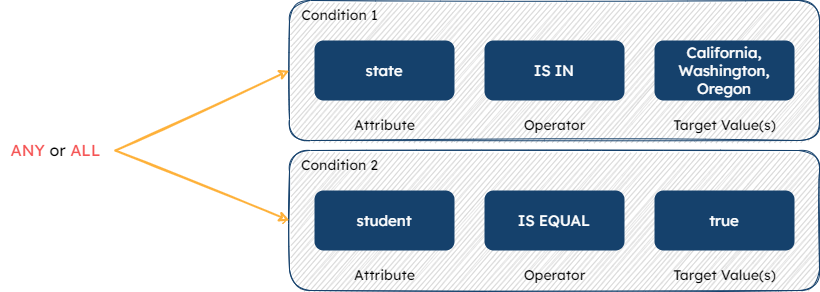 Condition 1
state
IS IN
California,
Washington,
Oregon
Attribute
Operator
Target Value(s)
ANY or ALL
Condition 2
student
IS EQUAL
true
Attribute
Operator
Target Value(s)